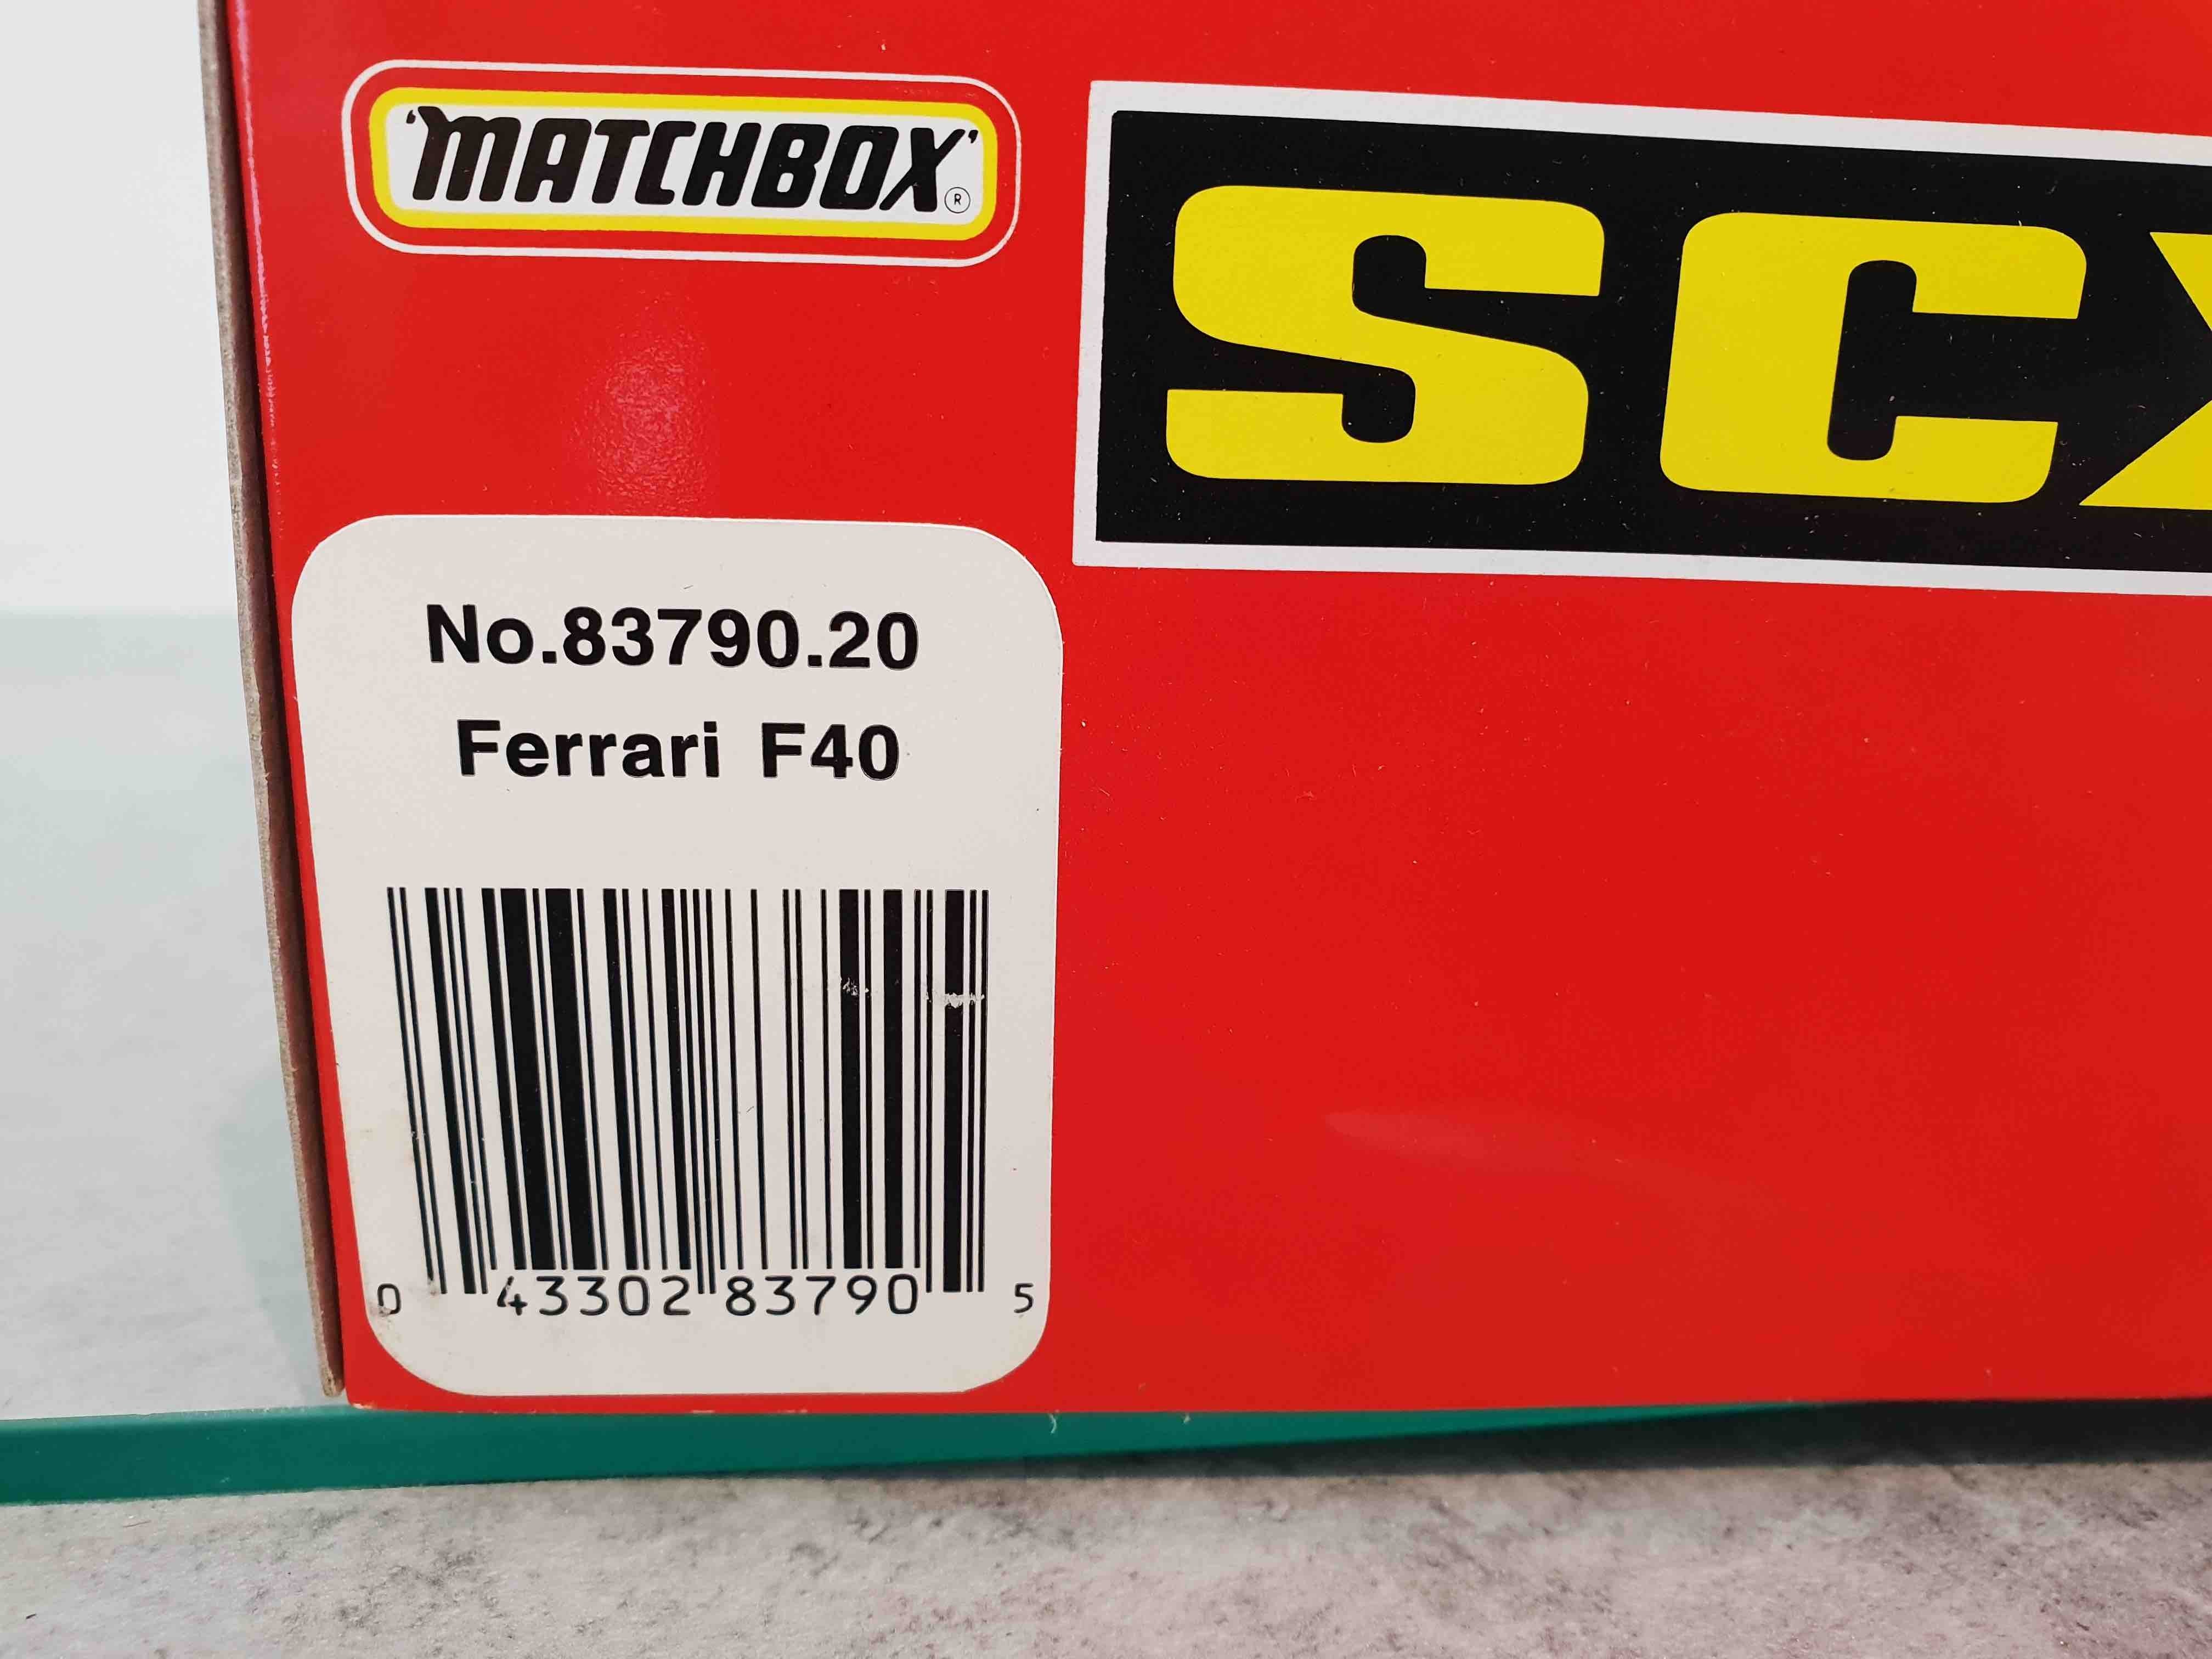 'MATCHBOX'®
SCX
No.83790.20
Ferrari F40
0 43302 83790 5